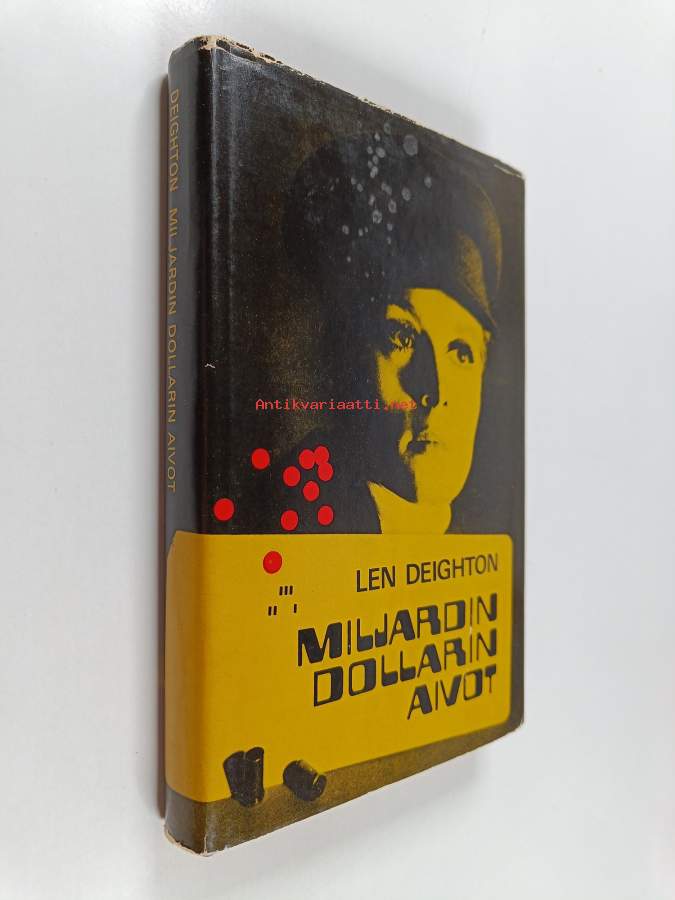 DEIGHTON MILJARDIN DOLLARIN AIVOT
Antikvariaatti.net
LEN DEIGHTON
MILJARDIN
DOLLARIN
AIVOT